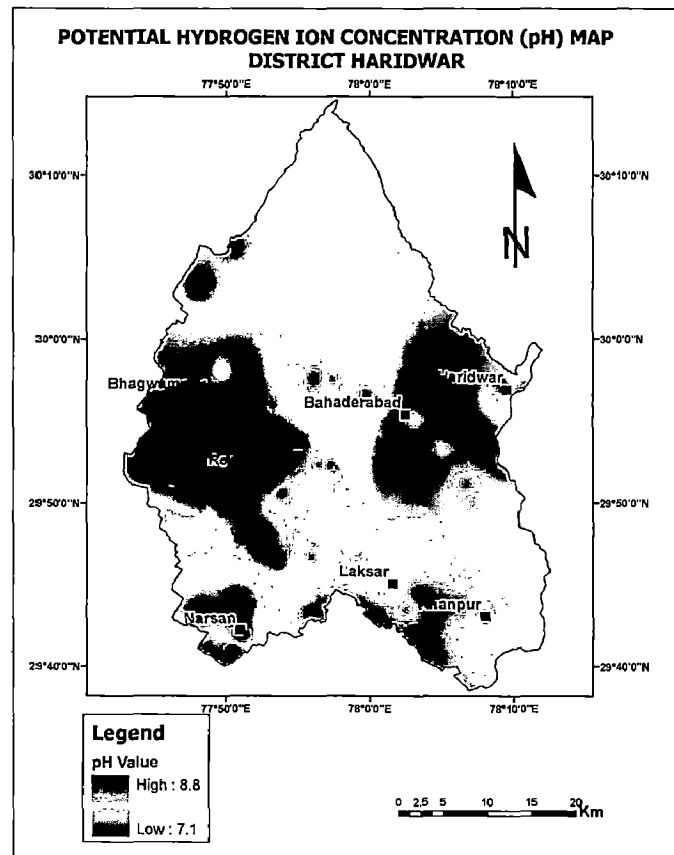 POTENTIAL HYDROGEN ION CONCENTRATION (pH) MAP
DISTRICT HARIDWAR
77°50'0"E 78°0'0"E 78°10'0"E
30°10'0"N 30°10'0"N
N
30°0'0"N 30°0'0"N
Haridwar
Bahaderabad
29°50'0"N 29°50'0"N
Laksar
Khanpur
Narsan
29°40'0"N 29°40'0"N
77°50'0"E 78°0'0"E 78°10'0"E
Legend
pH Value
High : 8.8
Low : 7.1
0 2.5 5 10 15 20
Km